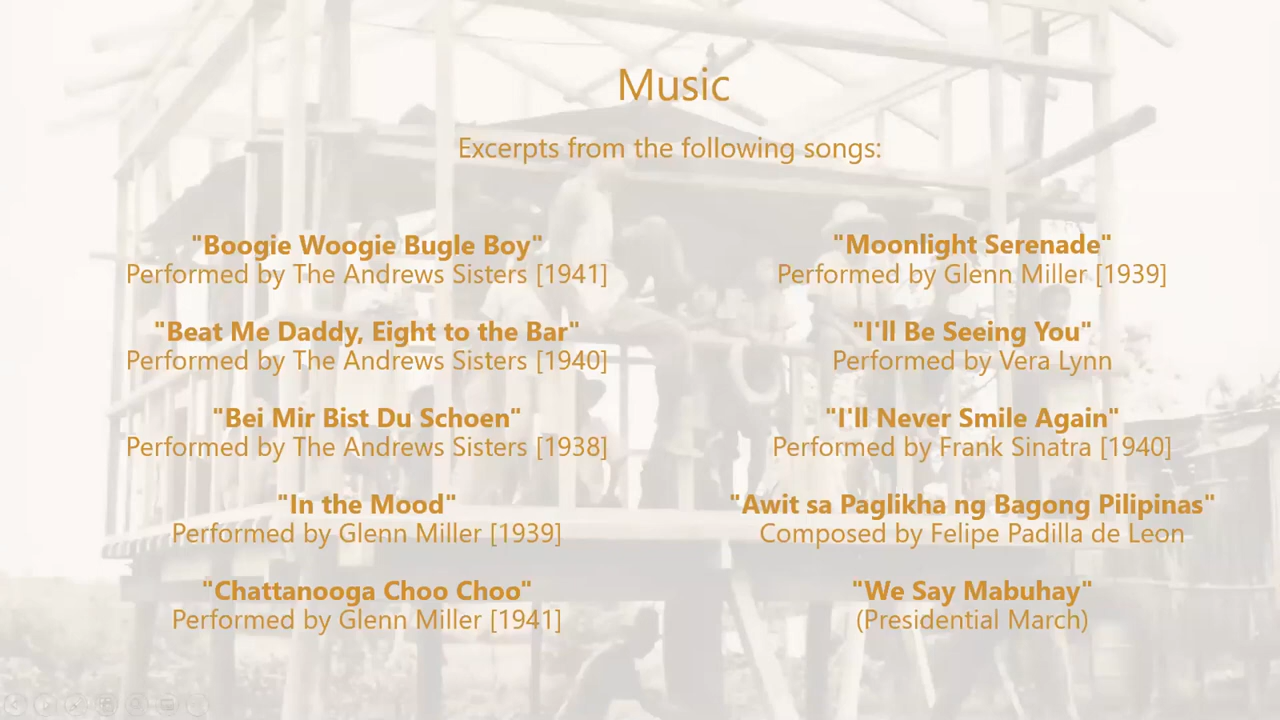 Music
Excerpts from the following songs:
"Boogie Woogie Bugle Boy"
Performed by The Andrews Sisters [1941]
"Beat Me Daddy, Eight to the Bar"
Performed by The Andrews Sisters [1940]
"Bei Mir Bist Du Schoen"
Performed by The Andrews Sisters [1938]
"In the Mood"
Performed by Glenn Miller [1939]
"Chattanooga Choo Choo"
Performed by Glenn Miller [1941]
"Moonlight Serenade"
Performed by Glenn Miller [1939]
"I'll Be Seeing You"
Performed by Vera Lynn
"I'll Never Smile Again"
Performed by Frank Sinatra [1940]
"Awit sa Paglikha ng Bagong Pilipinas"
Composed by Felipe Padilla de Leon
"We Say Mabuhay"
(Presidential March)